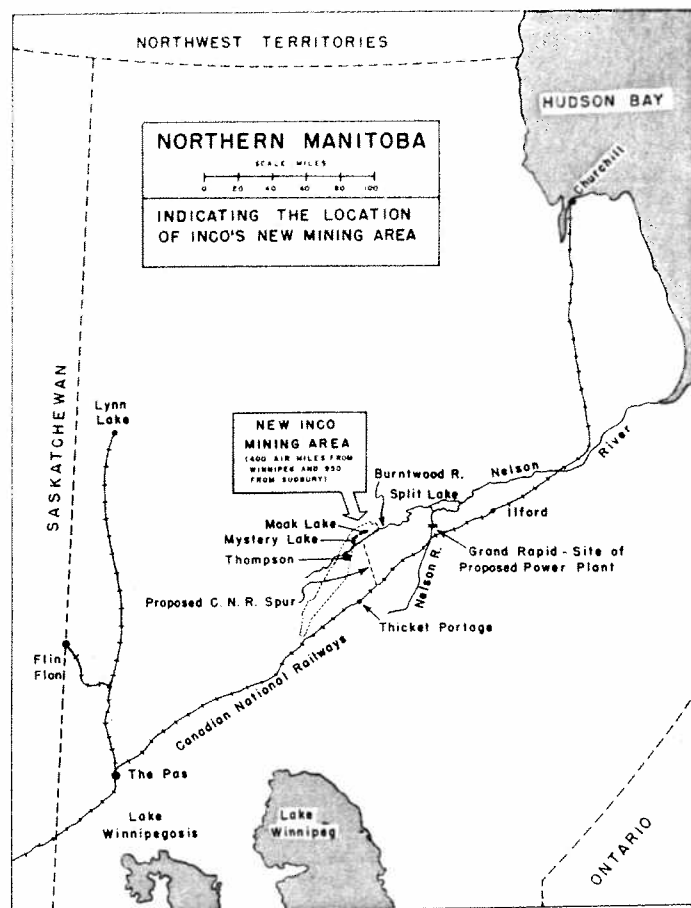 NORTHWEST TERRITORIES
HUDSON BAY
NORTHERN MANITOBA
SCALE MILES
0 20 40 60 80 100
INDICATING THE LOCATION
OF INCO'S NEW MINING AREA
Churchill
SASKATCHEWAN
Lynn
Lake
NEW INCO
MINING AREA
(400 AIR MILES FROM
WINNIPEG AND 950
FROM SUDBURY)
Burntwood R.
Split Lake
Nelson
River
Moak Lake
Mystery Lake
Thompson
Ilford
Grand Rapid - Site of
Proposed Power Plant
Proposed C. N. R. Spur
Nelson R.
Thicket Portage
Flin
Flon
Canadian National Railways
The Pas
Lake
Winnipegosis
Lake
Winnipeg
ONTARIO